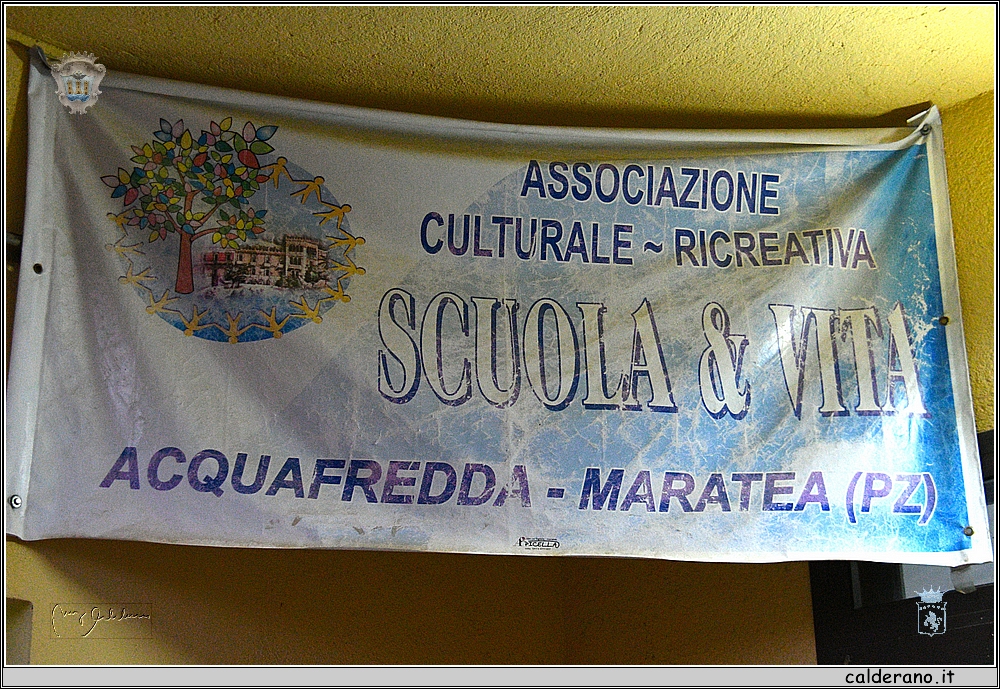 ASSOCIAZIONE
CULTURALE ~ RICREATIVA
SCUOLA & VITA
ACQUAFREDDA - MARATEA (PZ)
calderano.it